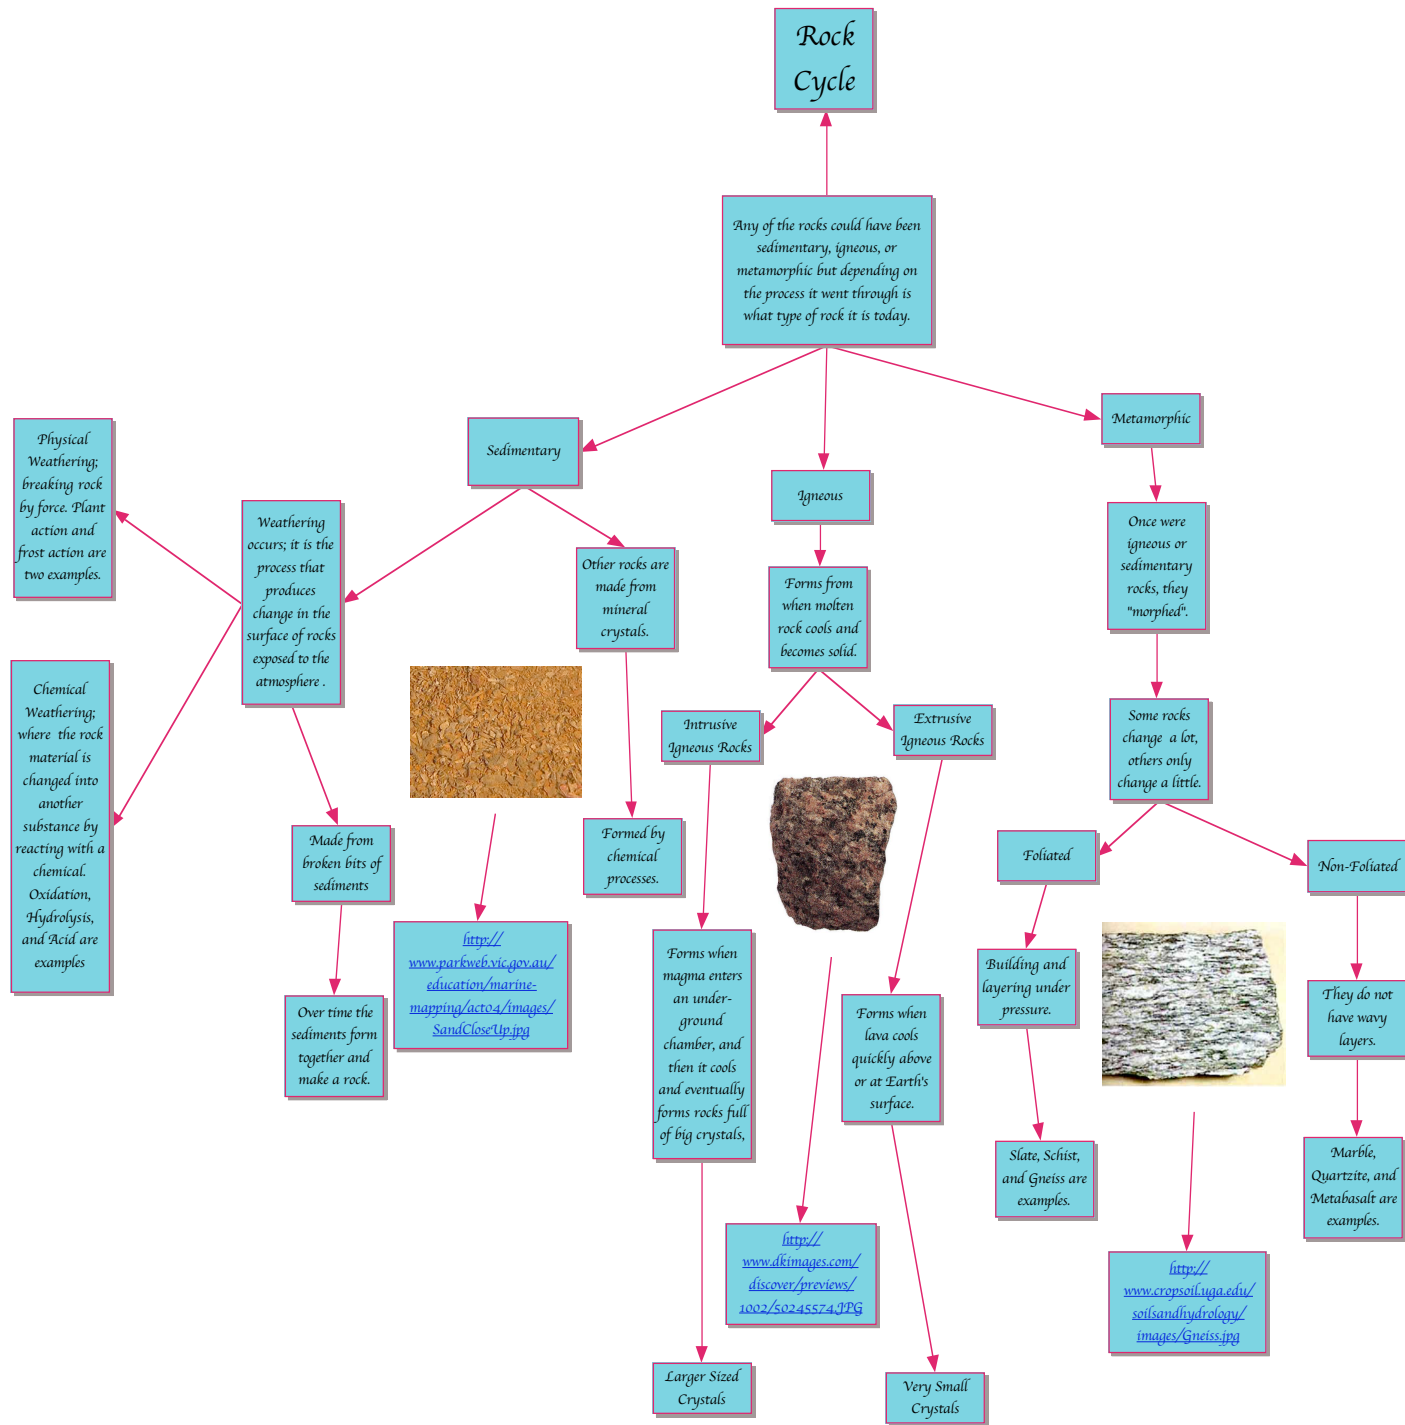 Rock
Cycle
Any of the rocks could have been
sedimentary, igneous, or
metamorphic but depending on
the process it went through is
what type of rock it is today.
Sedimentary
Igneous
Metamorphic
Physical
Weathering;
breaking rock
by force. Plant
action and
frost action are
two examples.
Weathering
occurs; it is the
process that
produces
change in the
surface of rocks
exposed to the
atmosphere .
Chemical
Weathering;
where the rock
material is
changed into
another
substance by
reacting with a
chemical.
Oxidation,
Hydrolysis,
and Acid are
examples
Made from
broken bits of
sediments
Over time the
sediments form
together and
make a rock.
Other rocks are
made from
mineral
crystals.
Formed by
chemical
processes.
http://
www.parkweb.vic.gov.au/
education/marine-
mapping/act04/images/
SandCloseUp.jpg
Forms from
when molten
rock cools and
becomes solid.
Intrusive
Igneous Rocks
Extrusive
Igneous Rocks
Forms when
magma enters
an under-
ground
chamber, and
then it cools
and eventually
forms rocks full
of big crystals,
Larger Sized
Crystals
http://
www.dkimages.com/
discover/previews/
1002/50245574.JPG
Forms when
lava cools
quickly above
or at Earth's
surface.
Very Small
Crystals
Once were
igneous or
sedimentary
rocks, they
"morphed".
Some rocks
change a lot,
others only
change a little.
Foliated
Building and
layering under
pressure.
Slate, Schist,
and Gneiss are
examples.
http://
www.cropsoil.uga.edu/
soilsandhydrology/
images/Gneiss.jpg
Non-Foliated
They do not
have wavy
layers.
Marble,
Quartzite, and
Metabasalt are
examples.